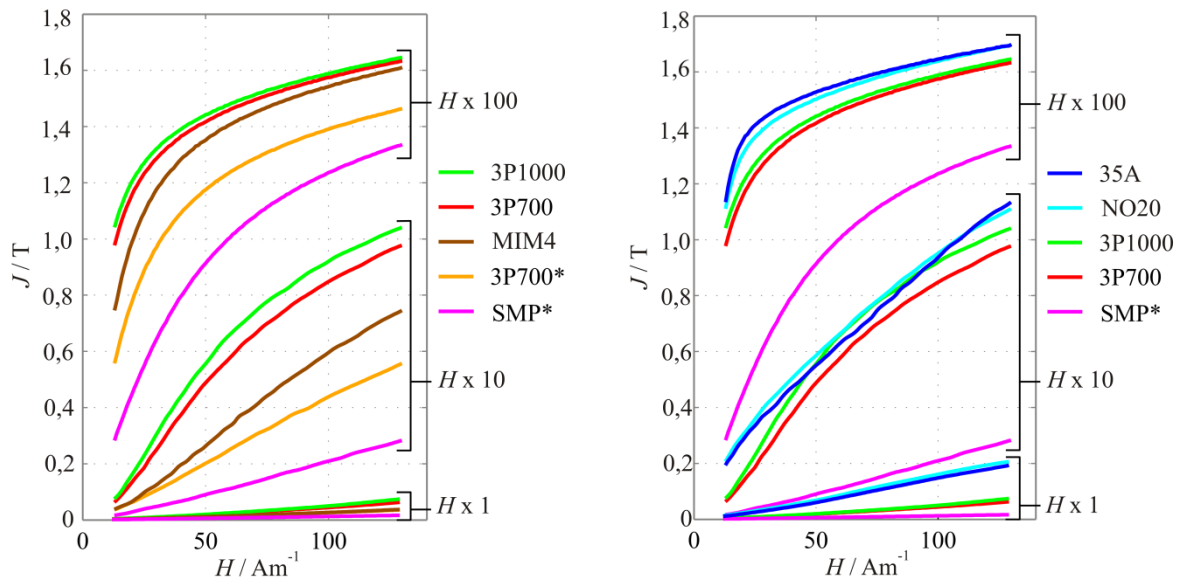 1,8
1,6
1,4
1,2
1,0
0,8
0,6
0,4
0,2
0
J / T
0
50
100
H / Am⁻¹
H x 100
3P1000
3P700
MIM4
3P700*
SMP*
H x 10
H x 1
1,8
1,6
1,4
1,2
1,0
0,8
0,6
0,4
0,2
0
J / T
0
50
100
H / Am⁻¹
H x 100
35A
NO20
3P1000
3P700
SMP*
H x 10
H x 1